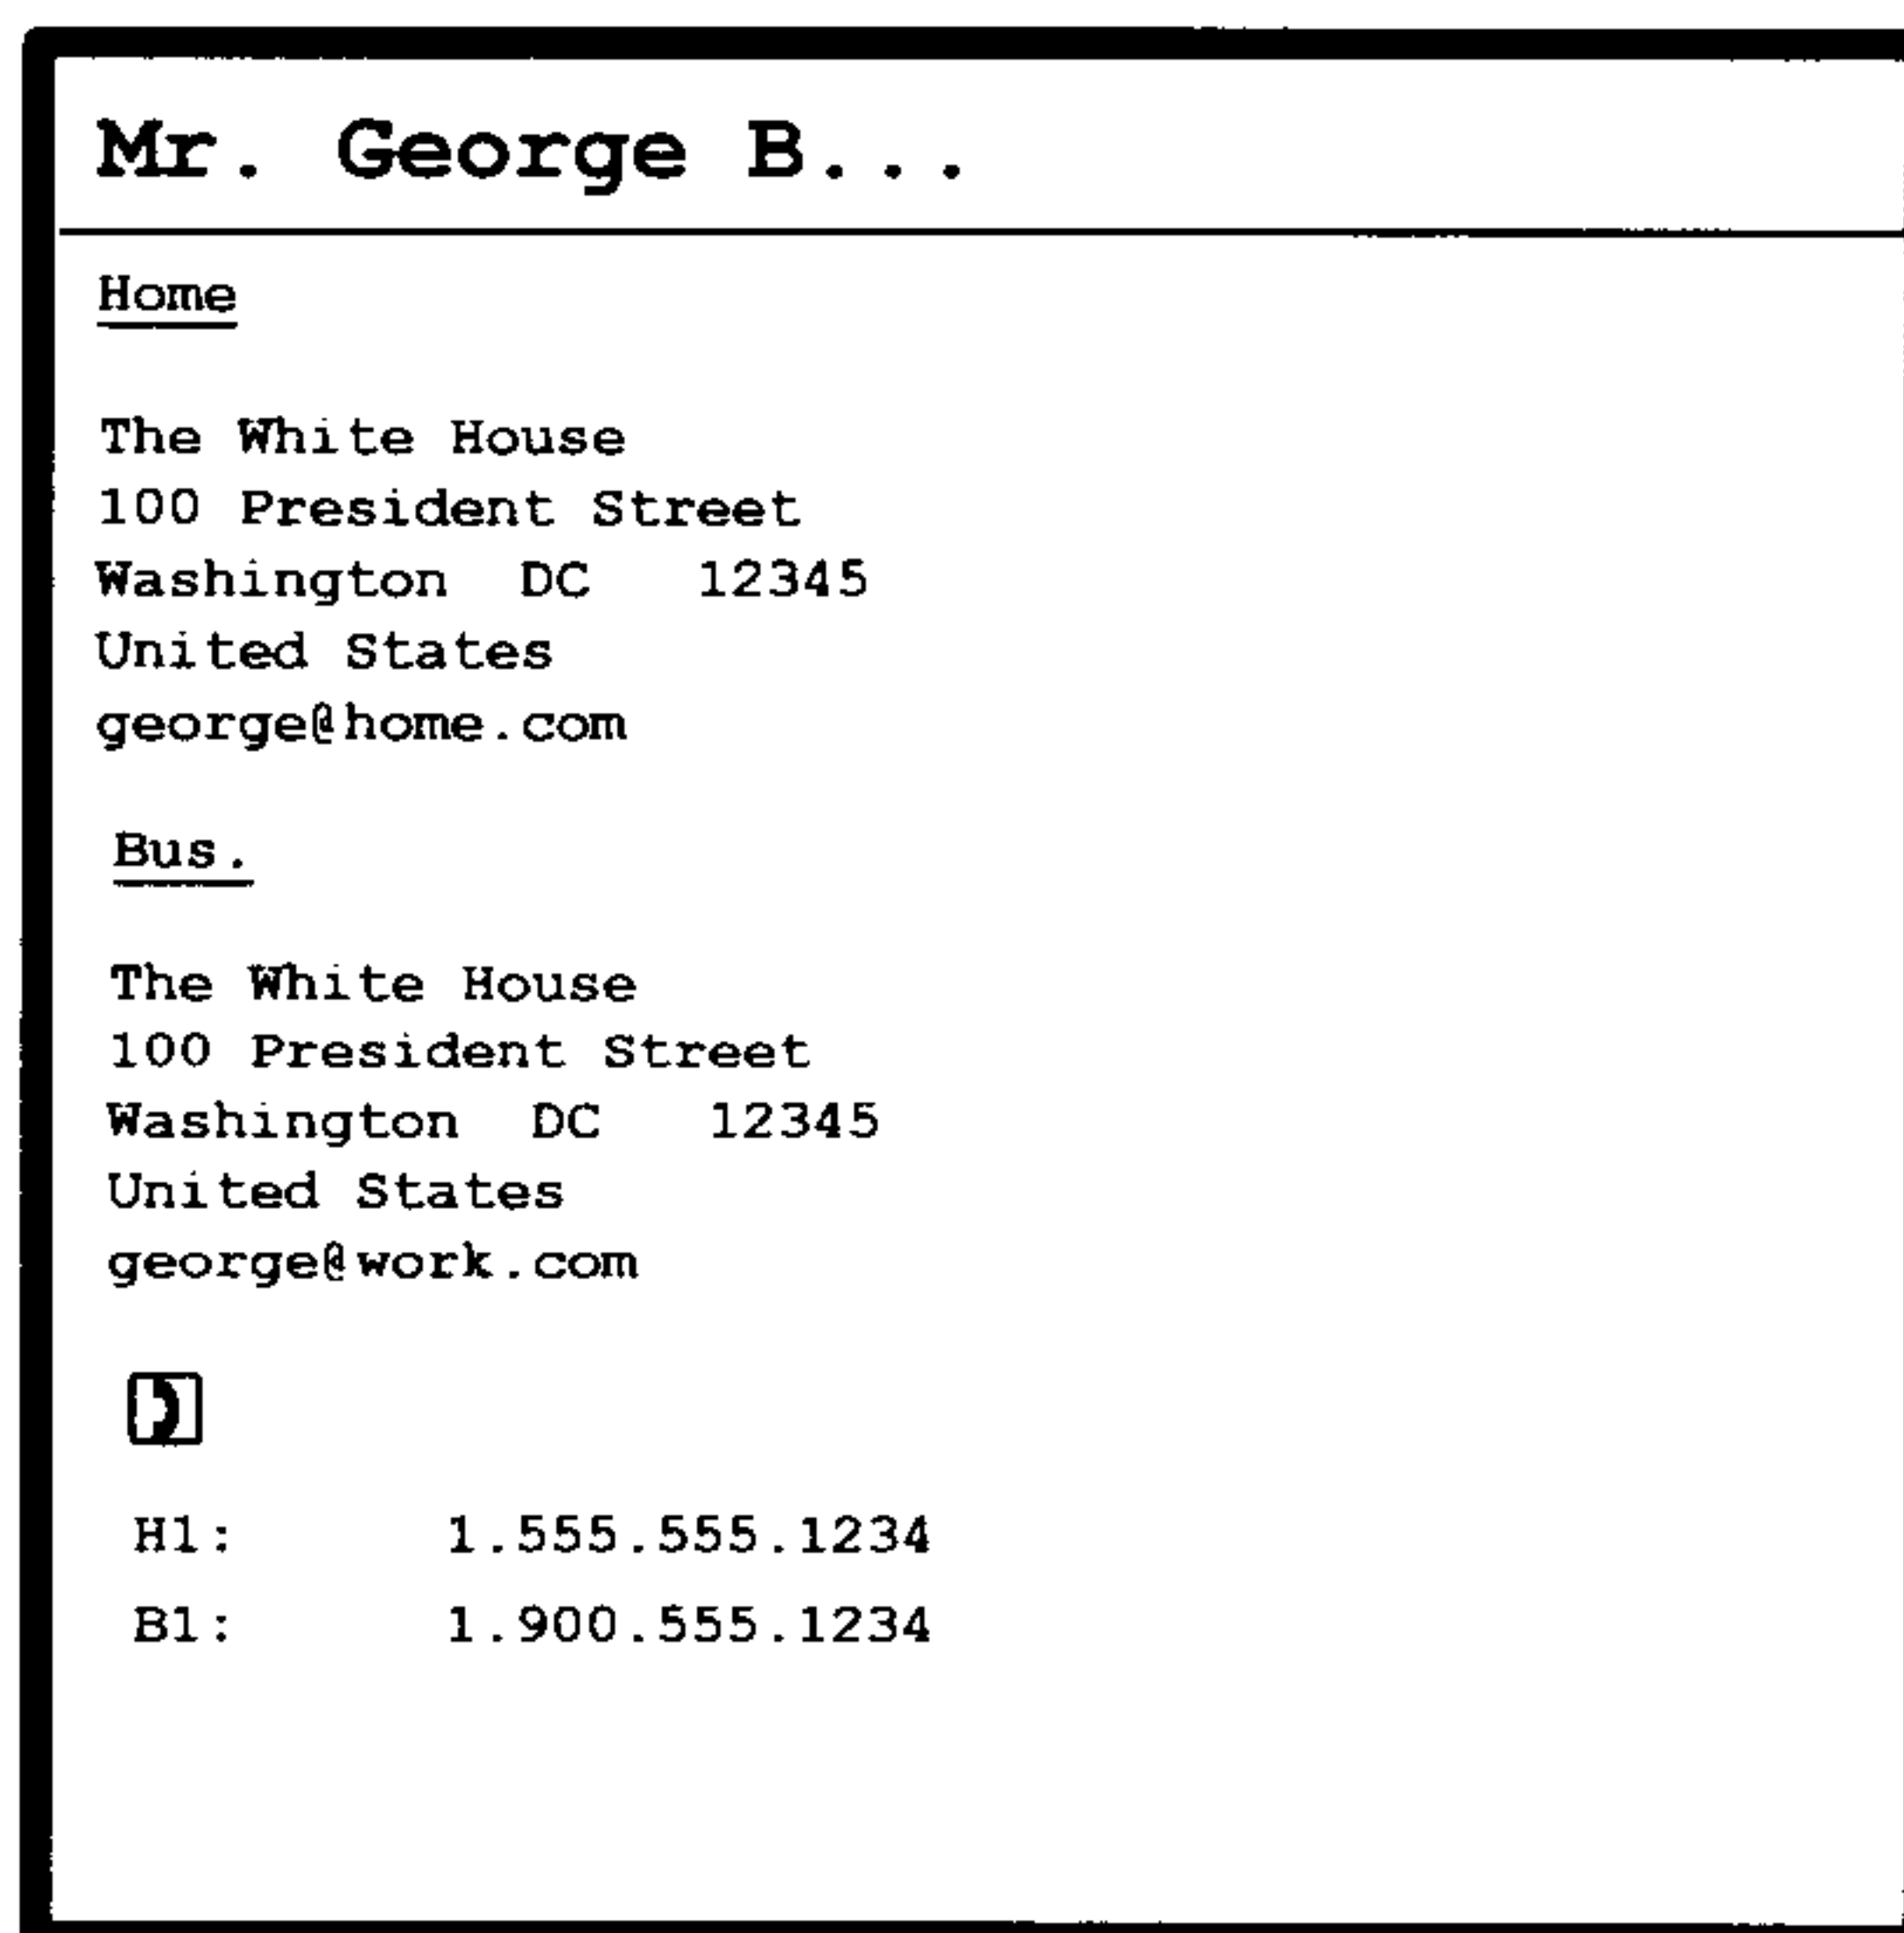 Mr. George B...
Home
The White House
100 President Street
Washington DC 12345
United States
george@home.com
Bus.
The White House
100 President Street
Washington DC 12345
United States
george@work.com
H1: 1.555.555.1234
B1: 1.900.555.1234